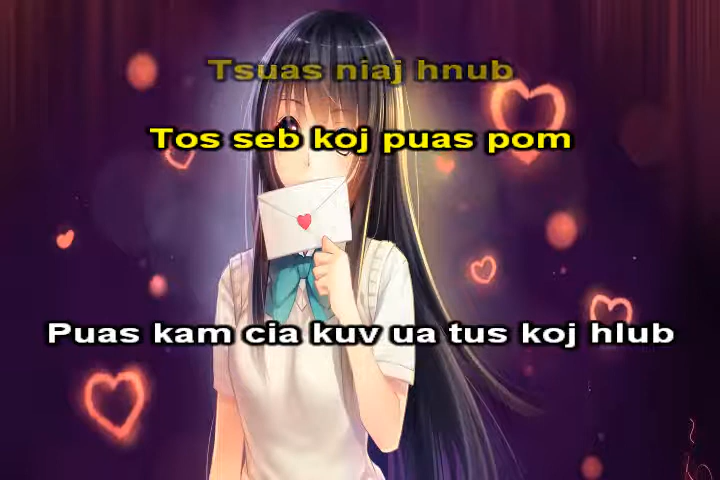 Tsuas niaj hnub
Tos seb koj puas pom
Puas kam cia kuv ua tus koj hlub